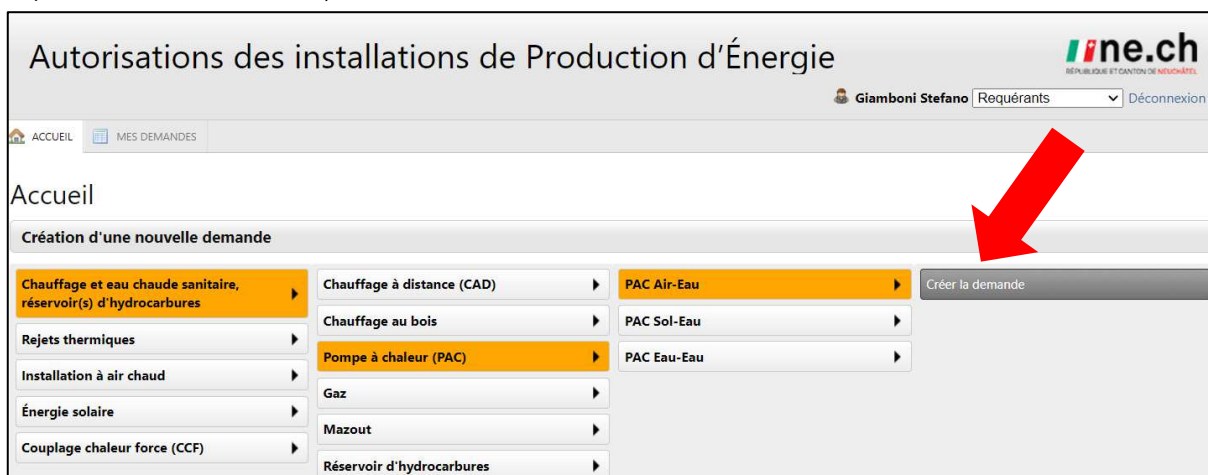 Autorisations des installations de Production d'Énergie
ne.ch
RÉPUBLIQUE ET CANTON DE NEUCHÂTEL
Giamboni Stefano Requérants Déconnexion
ACCUEIL MES DEMANDES
Accueil
Création d'une nouvelle demande
Chauffage et eau chaude sanitaire,
réservoir(s) d'hydrocarbures
Rejets thermiques
Installation à air chaud
Énergie solaire
Couplage chaleur force (CCF)
Chauffage à distance (CAD)
Chauffage au bois
Pompe à chaleur (PAC)
Gaz
Mazout
Réservoir d'hydrocarbures
PAC Air-Eau
PAC Sol-Eau
PAC Eau-Eau
Créer la demande